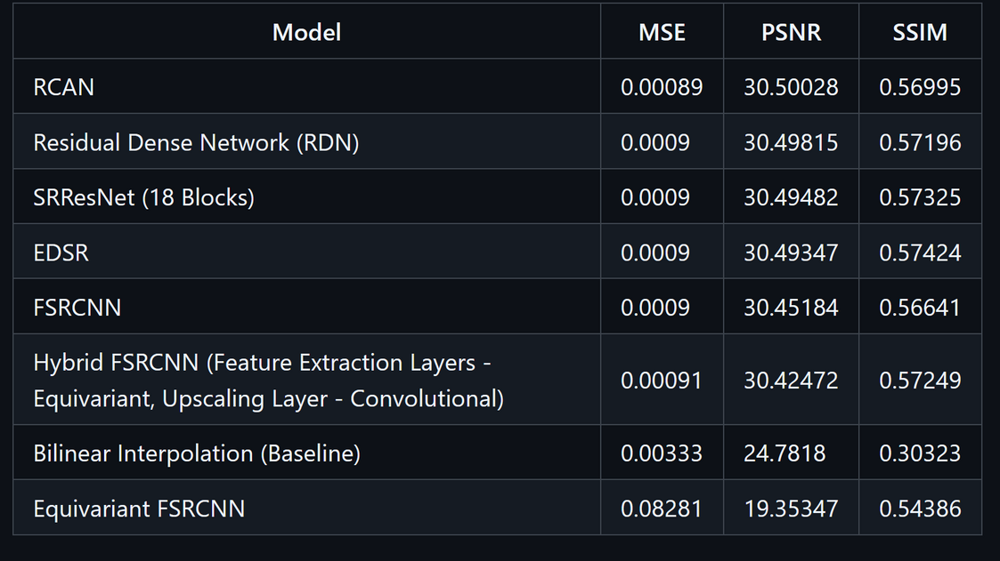 Model MSE PSNR SSIM
RCAN 0.00089 30.50028 0.56995
Residual Dense Network (RDN) 0.0009 30.49815 0.57196
SRResNet (18 Blocks) 0.0009 30.49482 0.57325
EDSR 0.0009 30.49347 0.57424
FSRCNN 0.0009 30.45184 0.56641
Hybrid FSRCNN (Feature Extraction Layers -
Equivariant, Upscaling Layer - Convolutional) 0.00091 30.42472 0.57249
Bilinear Interpolation (Baseline) 0.00333 24.7818 0.30323
Equivariant FSRCNN 0.08281 19.35347 0.54386